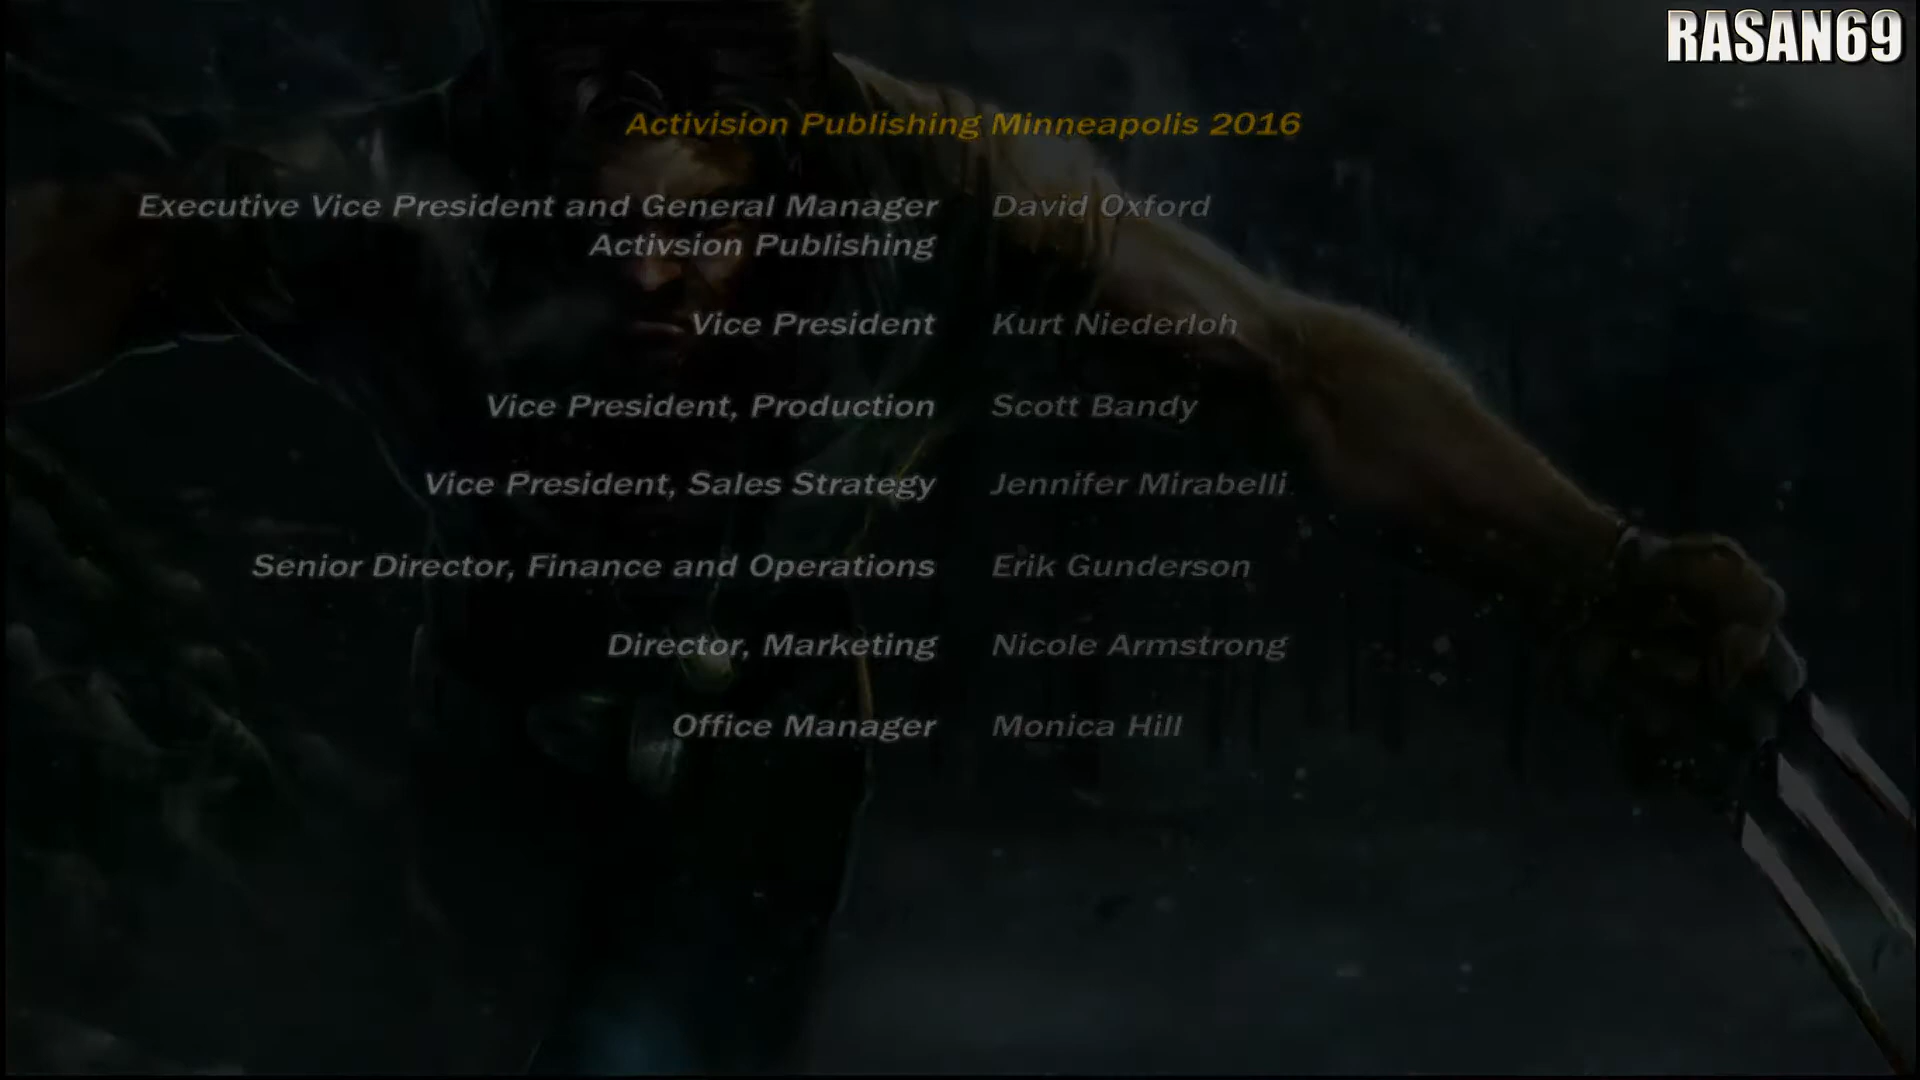 RASAN69
Activision Publishing Minneapolis 2016
Executive Vice President and General Manager David Oxford
Activsion Publishing
Vice President Kurt Niederloh
Vice President, Production Scott Bandy
Vice President, Sales Strategy Jennifer Mirabelli
Senior Director, Finance and Operations Erik Gunderson
Director, Marketing Nicole Armstrong
Office Manager Monica Hill